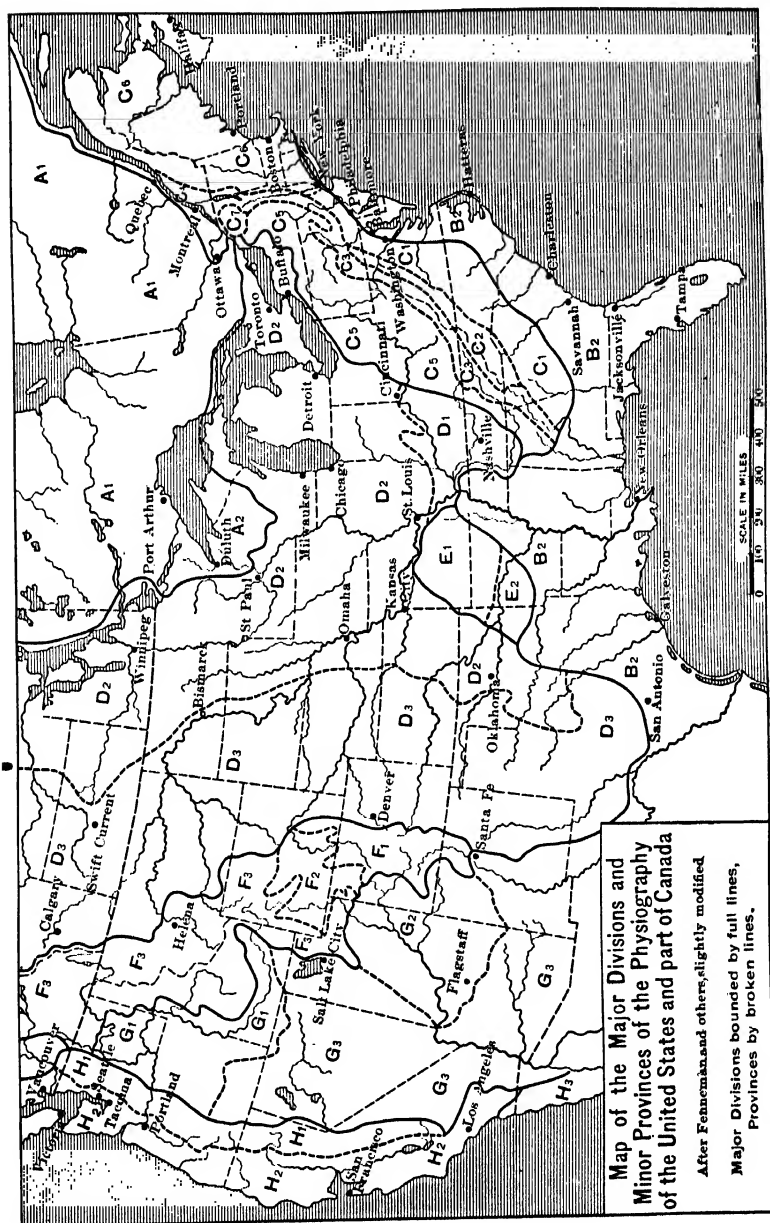 Map of the Major Divisions and
Minor Provinces of the Physiography
of the United States and part of Canada
After Fenneman and others, slightly modified
Major Divisions bounded by full lines,
Provinces by broken lines.
SCALE IN MILES
0 100 200 300 400 500
Vancouver
Victoria
Seattle
Tacoma
Portland
Calgary
Swift Current
Winnipeg
Port Arthur
Quebec
Montreal
Ottawa
Halifax
Portland
Boston
New York
Philadelphia
Baltimore
Washington
Hatteras
Toronto
Buffalo
Detroit
Duluth
Milwaukee
Chicago
Cincinnati
St Paul
Bismarck
Helena
Omaha
Kansas
City
St. Louis
Nashville
Charleston
Savannah
Jacksonville
Tampa
New Orleans
Galveston
San Antonio
Oklahoma
Denver
Santa Fe
Salt Lake City
Flagstaff
San
Francisco
Los Angeles
A1
A1
A1
A2
B2
B2
B2
B2
C1
C1
C2
C3
C3
C5
C5
C5
C6
C6
C7
C7
D1
D2
D2
D2
D2
D2
D3
D3
D3
D3
E1
E2
F1
F2
F3
F3
F3
F3
G1
G1
G2
G3
G3
G3
H1
H1
H2
H2
H2
H3